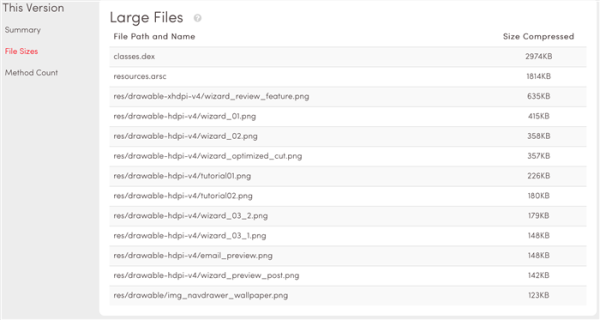 This Version
Summary
File Sizes
Method Count
Large Files ?
File Path and Name Size Compressed
classes.dex 2974KB
resources.arsc 1814KB
res/drawable-xhdpi-v4/wizard_review_feature.png 635KB
res/drawable-hdpi-v4/wizard_01.png 415KB
res/drawable-hdpi-v4/wizard_02.png 358KB
res/drawable-hdpi-v4/wizard_optimized_cut.png 357KB
res/drawable-hdpi-v4/tutorial01.png 226KB
res/drawable-hdpi-v4/tutorial02.png 180KB
res/drawable-hdpi-v4/wizard_03_2.png 179KB
res/drawable-hdpi-v4/wizard_03_1.png 148KB
res/drawable-hdpi-v4/email_preview.png 148KB
res/drawable-hdpi-v4/wizard_preview_post.png 142KB
res/drawable/img_navdrawer_wallpaper.png 123KB